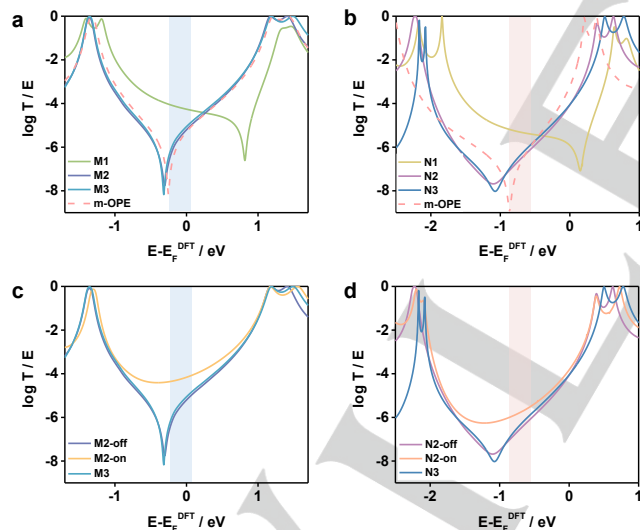 a
log T / E
0
-2
-4
-6
-8
M1
M2
M3
m-OPE
-1
0
1
E-E_F^DFT / eV
b
log T / E
0
-2
-4
-6
-8
N1
N2
N3
m-OPE
-2
-1
0
1
E-E_F^DFT / eV
c
log T / E
0
-2
-4
-6
-8
M2-off
M2-on
M3
-1
0
1
E-E_F^DFT / eV
d
log T / E
0
-2
-4
-6
-8
N2-off
N2-on
N3
-2
-1
0
1
E-E_F^DFT / eV